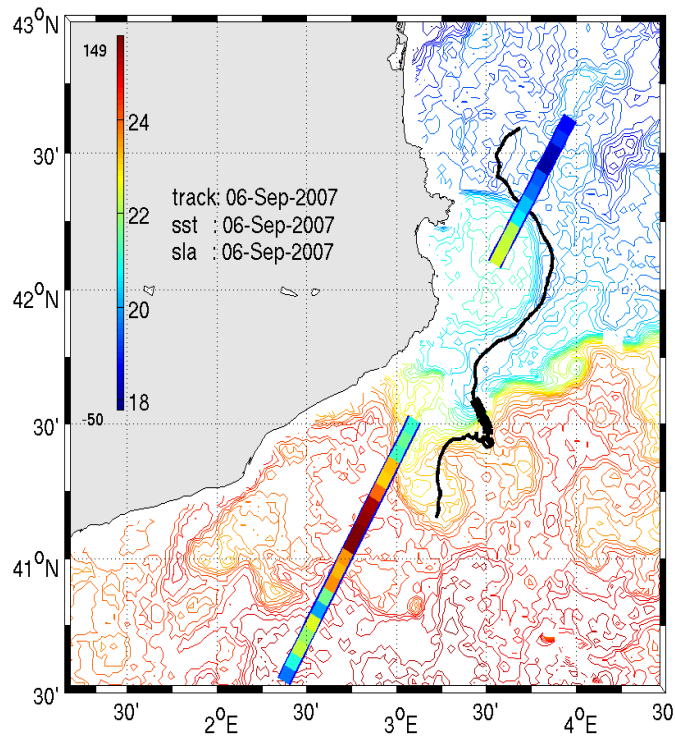 43°N
149
24
30'
track: 06-Sep-2007
sst : 06-Sep-2007
22
sla : 06-Sep-2007
42°N
20
18
-50
30'
41°N
30'
30' 2°E 30' 3°E 30' 4°E 30